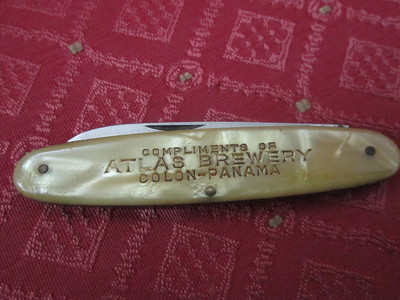 COMPLIMENTS OF
ATLAS BREWERY
COLON-PANAMA